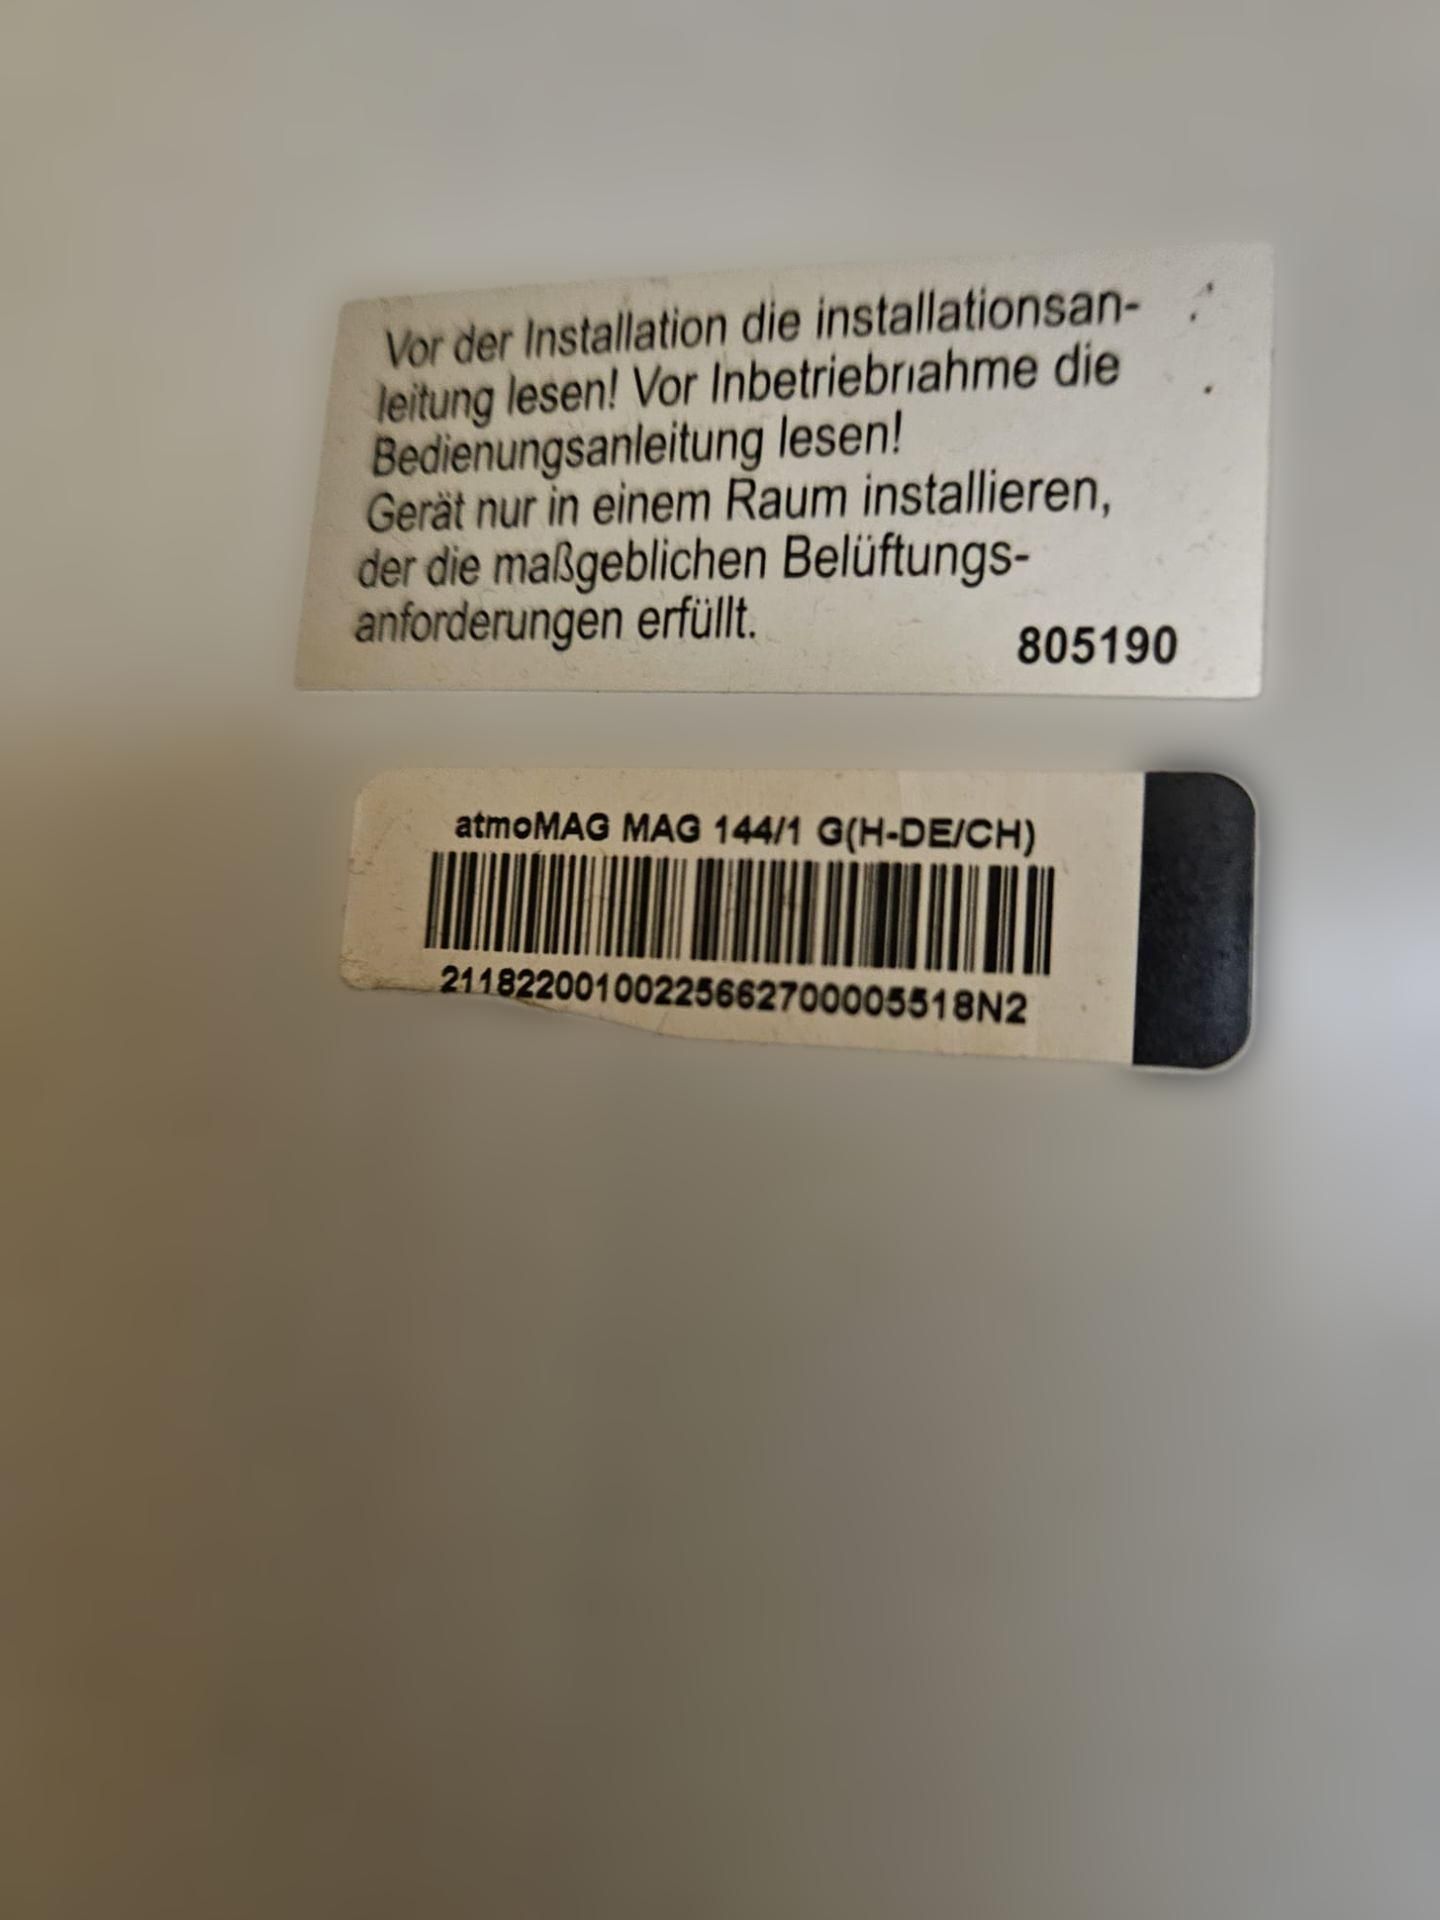 Vor der Installation die installationsan-
leitung lesen! Vor Inbetriebnahme die
Bedienungsanleitung lesen!
Gerät nur in einem Raum installieren,
der die maßgeblichen Belüftungs-
anforderungen erfüllt.
805190
atmoMAG MAG 144/1 G(H-DE/CH)
21182200100225662700005518N2